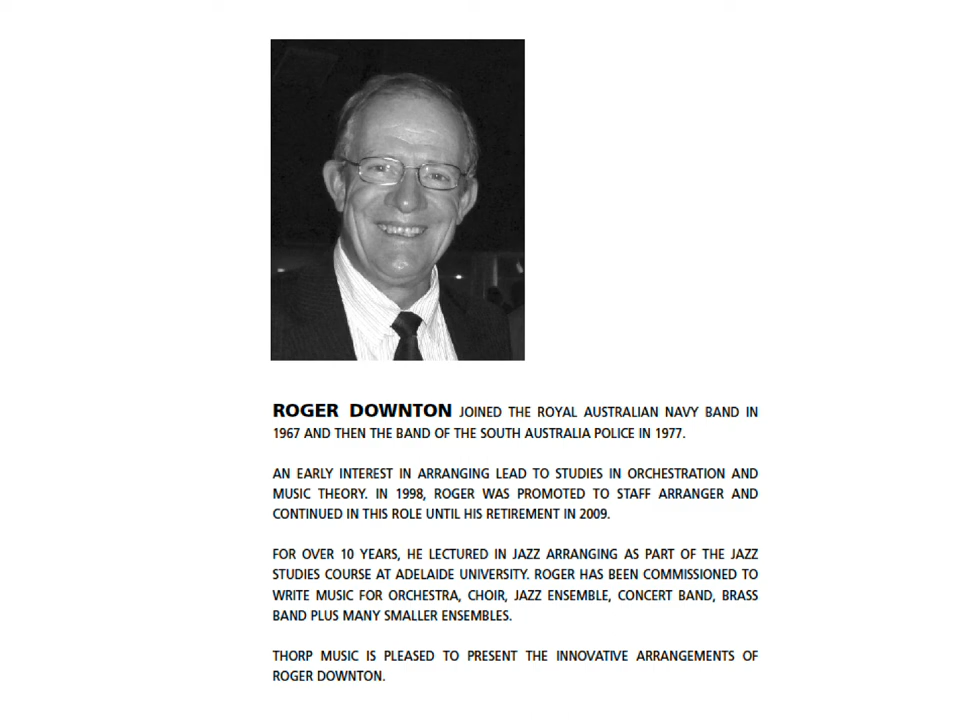 ROGER DOWNTON JOINED THE ROYAL AUSTRALIAN NAVY BAND IN
1967 AND THEN THE BAND OF THE SOUTH AUSTRALIA POLICE IN 1977.
AN EARLY INTEREST IN ARRANGING LEAD TO STUDIES IN ORCHESTRATION AND
MUSIC THEORY. IN 1998, ROGER WAS PROMOTED TO STAFF ARRANGER AND
CONTINUED IN THIS ROLE UNTIL HIS RETIREMENT IN 2009.
FOR OVER 10 YEARS, HE LECTURED IN JAZZ ARRANGING AS PART OF THE JAZZ
STUDIES COURSE AT ADELAIDE UNIVERSITY. ROGER HAS BEEN COMMISSIONED TO
WRITE MUSIC FOR ORCHESTRA, CHOIR, JAZZ ENSEMBLE, CONCERT BAND, BRASS
BAND PLUS MANY SMALLER ENSEMBLES.
THORP MUSIC IS PLEASED TO PRESENT THE INNOVATIVE ARRANGEMENTS OF
ROGER DOWNTON.